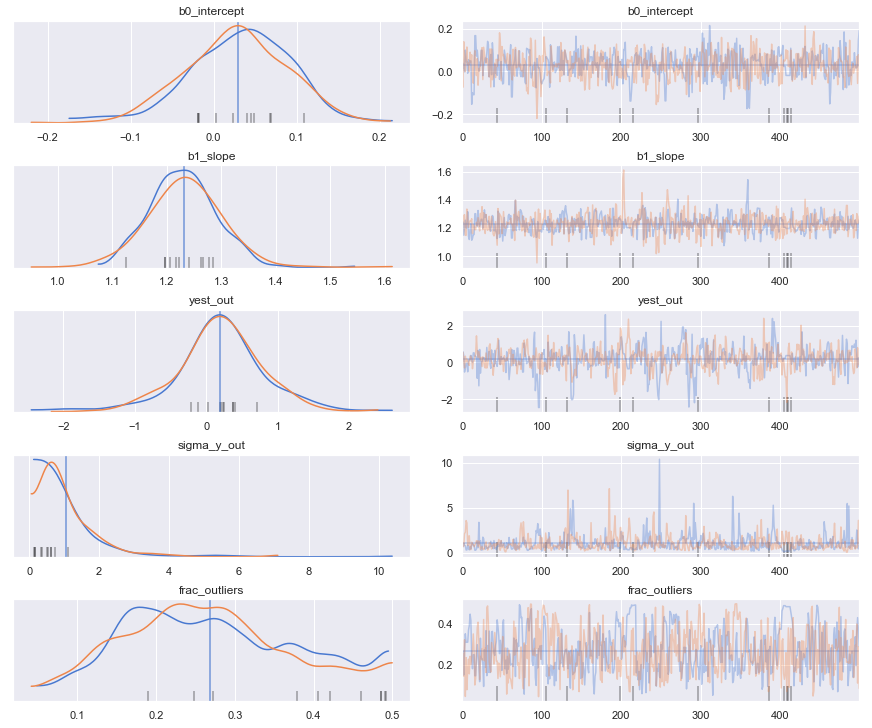 b0_intercept b0_intercept
0.2
0.0
−0.2
−0.2 −0.1 0.0 0.1 0.2 0 100 200 300 400
b1_slope b1_slope
1.6
1.4
1.2
1.0
1.0 1.1 1.2 1.3 1.4 1.5 1.6 0 100 200 300 400
yest_out yest_out
2
0
−2
−2 −1 0 1 2 0 100 200 300 400
sigma_y_out sigma_y_out
10
5
0
0 2 4 6 8 10 0 100 200 300 400
frac_outliers frac_outliers
0.4
0.2
0.1 0.2 0.3 0.4 0.5 0 100 200 300 400